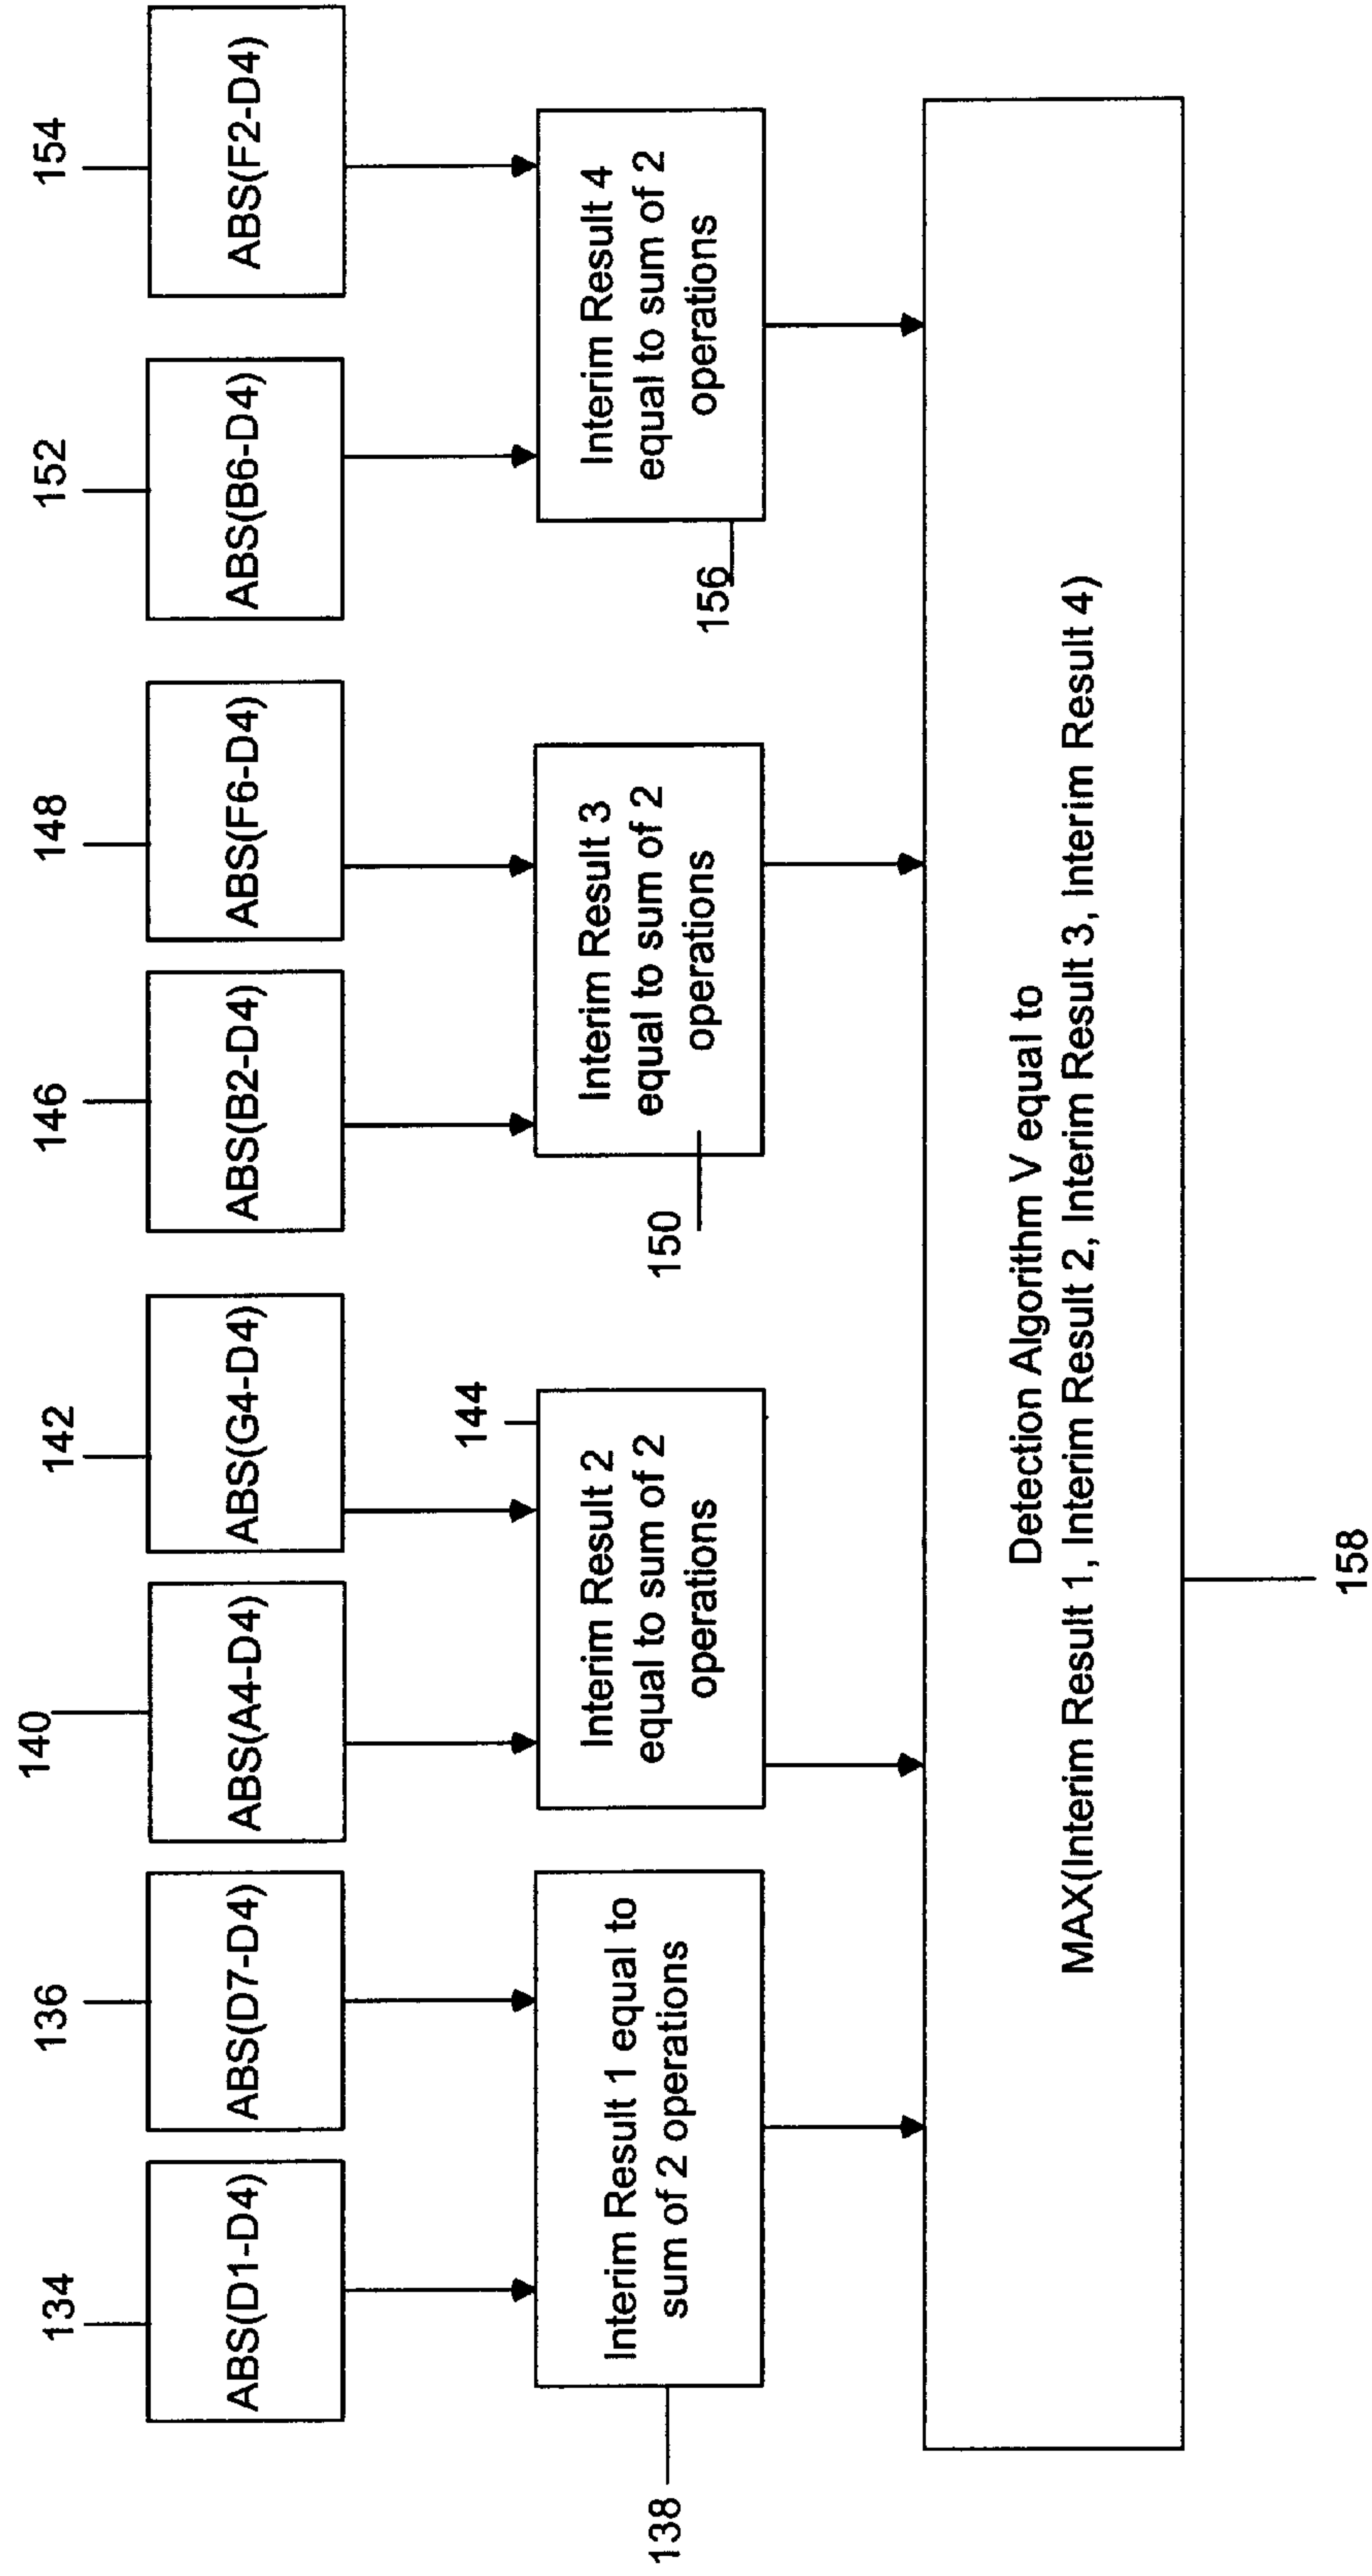 134
136
140
142
146
148
152
154
ABS(D1-D4)
ABS(D7-D4)
ABS(A4-D4)
ABS(G4-D4)
ABS(B2-D4)
ABS(F6-D4)
ABS(B6-D4)
ABS(F2-D4)
138
Interim Result 1 equal to
sum of 2 operations
144
Interim Result 2
equal to sum of 2
operations
150
Interim Result 3
equal to sum of 2
operations
156
Interim Result 4
equal to sum of 2
operations
Detection Algorithm V equal to
MAX(Interim Result 1, Interim Result 2, Interim Result 3, Interim Result 4)
158